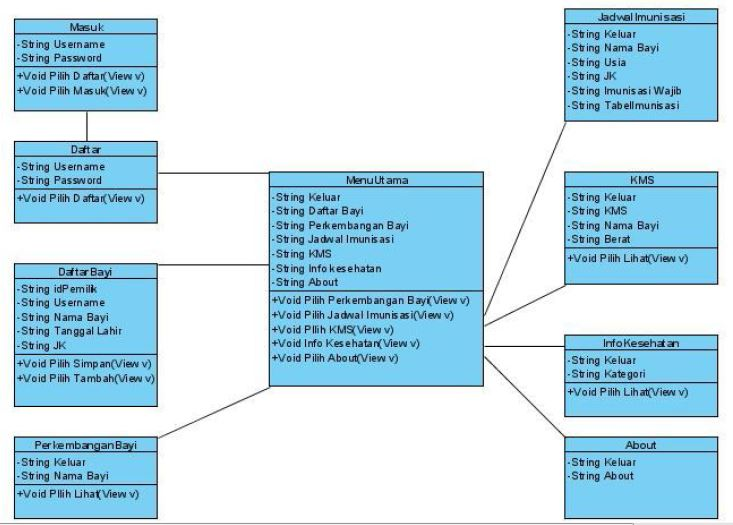 Masuk
-String Username
-String Password
+Void Pilih Daftar(View v)
+Void Pilih Masuk(View v)
Daftar
-String Username
-String Password
+Void Pilih Daftar(View v)
DaftarBayi
-String idPemilik
-String Username
-String Nama Bayi
-String Tanggal Lahir
-String JK
+Void Pilih Simpan(View v)
+Void Pilih Tambah(View v)
PerkembanganBayi
-String Keluar
-String Nama Bayi
+Void PIlih Lihat(View v)
MenuUtama
-String Keluar
-String Daftar Bayi
-String Perkembangan Bayi
-String Jadwal Imunisasi
-String KMS
-String Info kesehatan
-String About
+Void Pilih Perkembangan Bayi(View v)
+Void Pilih Jadwal Imunisasi(View v)
+Void PIlih KMS(View v)
+Void Info Kesehatan(View v)
+Void Pilih About(View v)
JadwalImunisasi
-String Keluar
-String Nama Bayi
-String Usia
-String JK
-String Imunisasi Wajib
-String TabelImunisasi
KMS
-String Keluar
-String KMS
-String Nama Bayi
-String Berat
+Void Pilih Lihat(View v)
InfoKesehatan
-String Keluar
-String Kategori
+Void Pilih Lihat(View v)
About
-String Keluar
-String About